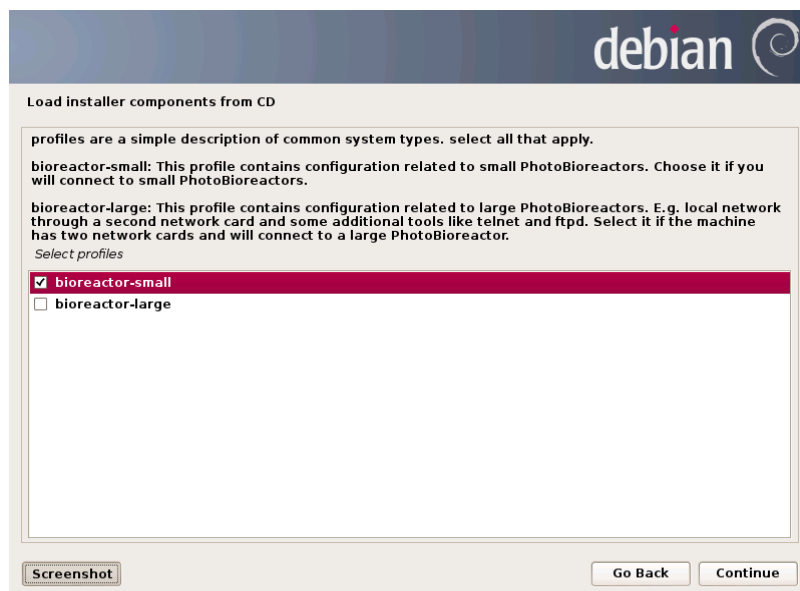 debian
Load installer components from CD
profiles are a simple description of common system types. select all that apply.
bioreactor-small: This profile contains configuration related to small PhotoBioreactors. Choose it if you
will connect to small PhotoBioreactors.
bioreactor-large: This profile contains configuration related to large PhotoBioreactors. E.g. local network
through a second network card and some additional tools like telnet and ftpd. Select it if the machine
has two network cards and will connect to a large PhotoBioreactor.
Select profiles
bioreactor-small
bioreactor-large
Screenshot
Go Back
Continue